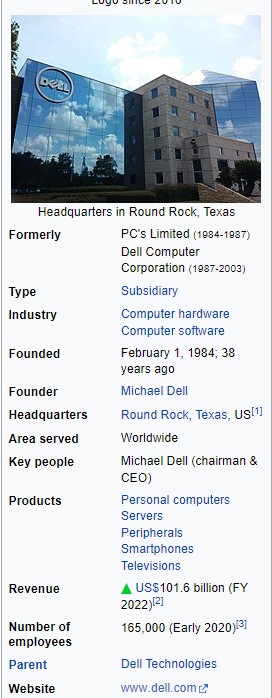 Logo since 2016
DELL
Headquarters in Round Rock, Texas
Formerly
PC's Limited (1984-1987)
Dell Computer
Corporation (1987-2003)
Type
Subsidiary
Industry
Computer hardware
Computer software
Founded
February 1, 1984; 38
years ago
Founder
Michael Dell
Headquarters
Round Rock, Texas, US[1]
Area served
Worldwide
Key people
Michael Dell (chairman &
CEO)
Products
Personal computers
Servers
Peripherals
Smartphones
Televisions
Revenue
▲ US$101.6 billion (FY
2022)[2]
Number of
employees
165,000 (Early 2020)[3]
Parent
Dell Technologies
Website
www.dell.com